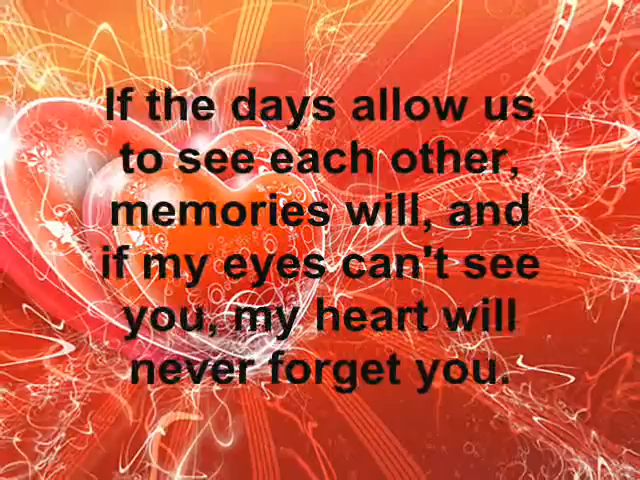 If the days allow us
to see each other,
memories will, and
if my eyes can't see
you, my heart will
never forget you.